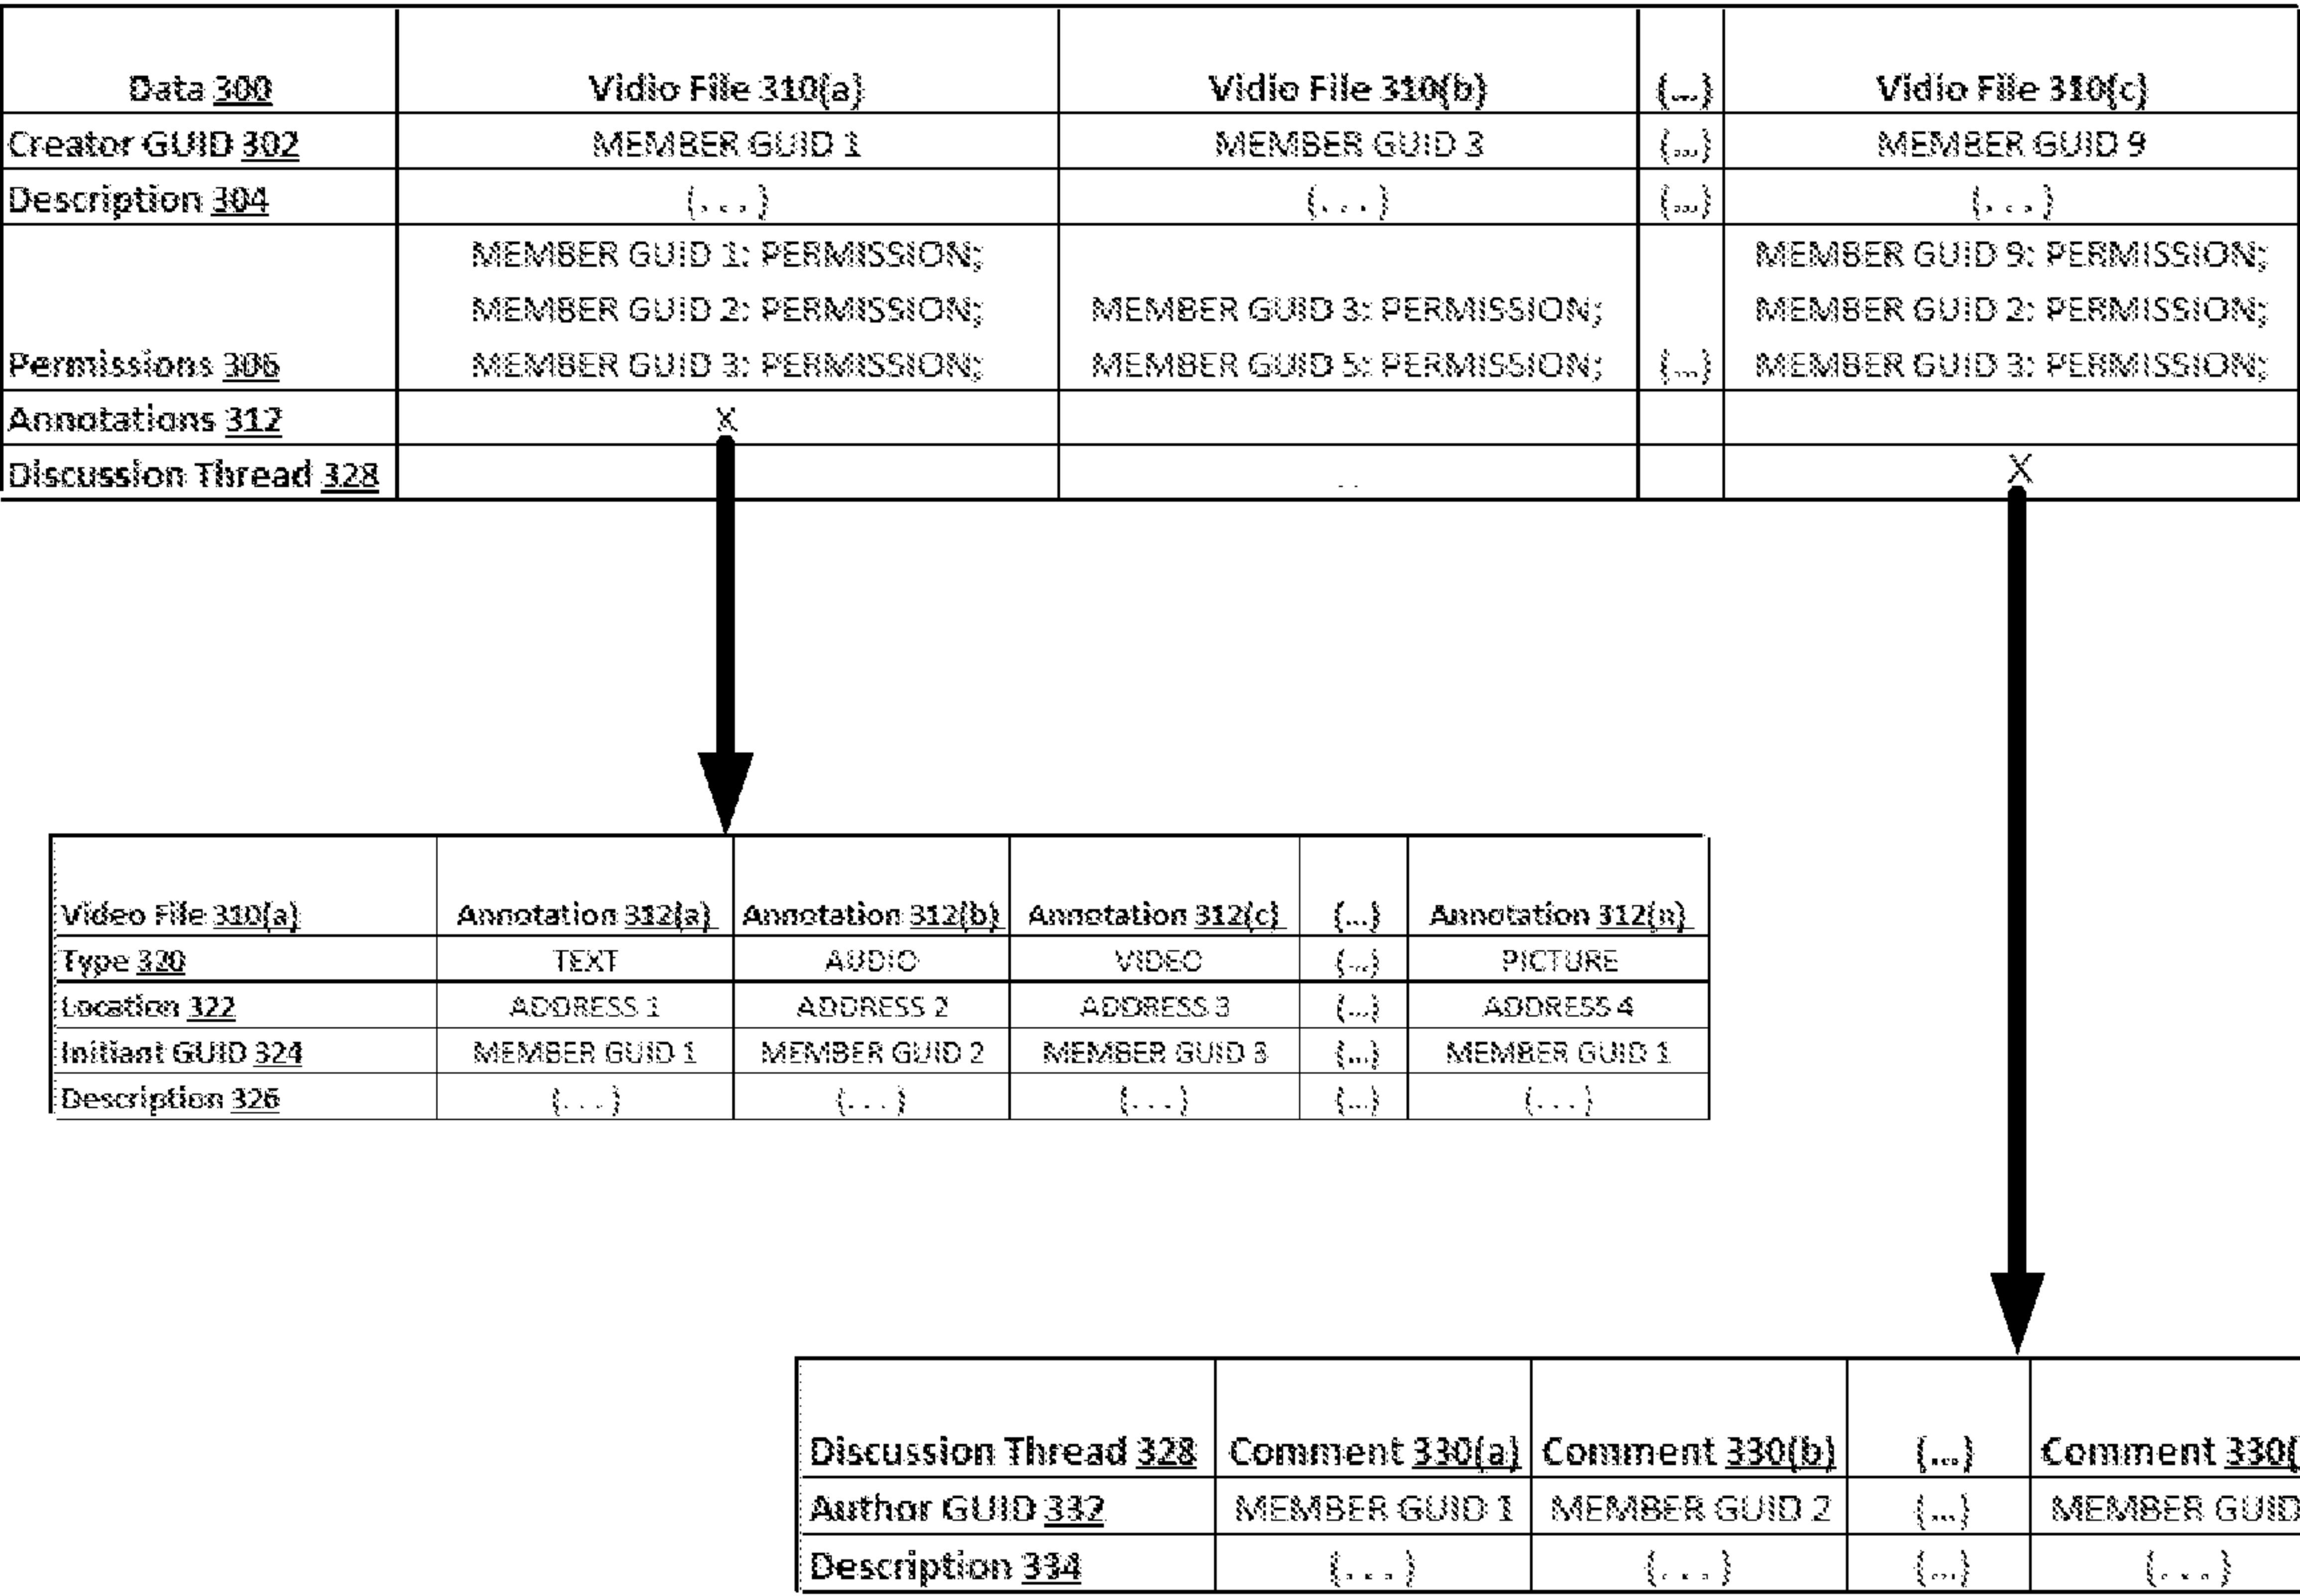 Data 300 Vidio File 310(a) Vidio File 310(b) (...) Vidio File 310(c)
Creator GUID 302 MEMBER GUID 1 MEMBER GUID 3 (...) MEMBER GUID 9
Description 304 (...) (...) (...) (...)
MEMBER GUID 1: PERMISSION; MEMBER GUID 9: PERMISSION;
MEMBER GUID 2: PERMISSION; MEMBER GUID 3: PERMISSION; MEMBER GUID 2: PERMISSION;
Permissions 306 MEMBER GUID 3: PERMISSION; MEMBER GUID 5: PERMISSION; (...) MEMBER GUID 3: PERMISSION;
Annotations 312 X
Discussion Thread 328 X
Video File 310(a) Annotation 312(a) Annotation 312(b) Annotation 312(c) (...) Annotation 312(n)
Type 320 TEXT AUDIO VIDEO (...) PICTURE
Location 322 ADDRESS 1 ADDRESS 2 ADDRESS 3 (...) ADDRESS 4
Initiant GUID 324 MEMBER GUID 1 MEMBER GUID 2 MEMBER GUID 3 (...) MEMBER GUID 1
Description 326 (...) (...) (...) (...) (...)
Discussion Thread 328 Comment 330(a) Comment 330(b) (...) Comment 330(
Author GUID 332 MEMBER GUID 1 MEMBER GUID 2 (...) MEMBER GUID
Description 334 (...) (...) (...) (...)